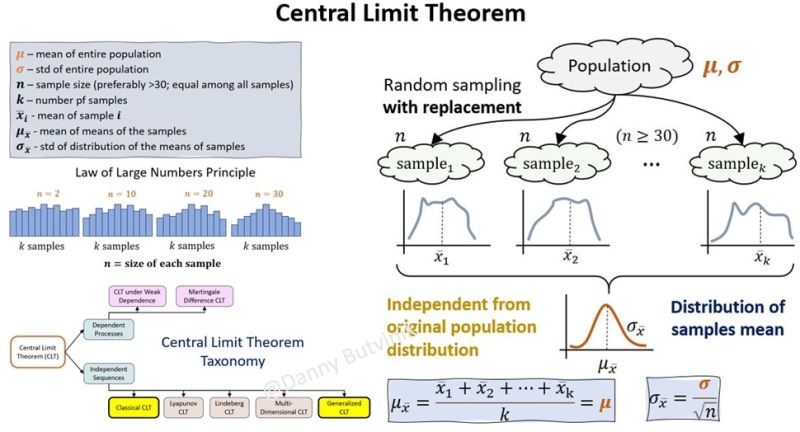 Central Limit Theorem
μ – mean of entire population
σ – std of entire population
n – sample size (preferably >30; equal among all samples)
k – number pf samples
x̅ᵢ - mean of sample i
μₓ̅ - mean of means of the samples
σₓ̅ - std of distribution of the means of samples
Law of Large Numbers Principle
n = 2 n = 10 n = 20 n = 30
k samples k samples k samples k samples
n = size of each sample
CLT under Weak Dependence
Martingale Difference CLT
Dependent Processes
Central Limit Theorem (CLT)
Central Limit Theorem
Taxonomy
Independent Sequences
Classical CLT
Lyapunov CLT
Lindeberg CLT
Multi-Dimensional CLT
Generalized CLT
Population
μ, σ
Random sampling
with replacement
n n (n ≥ 30) n
sample₁ sample₂ ... sampleₖ
x̅₁ x̅₂ x̅ₖ
Independent from
original population
distribution
σₓ̅
μₓ̅
Distribution of
samples mean
μₓ̅ = (x̅₁ + x̅₂ + ⋯ + x̅ₖ) / k = μ
σₓ̅ = σ / √n